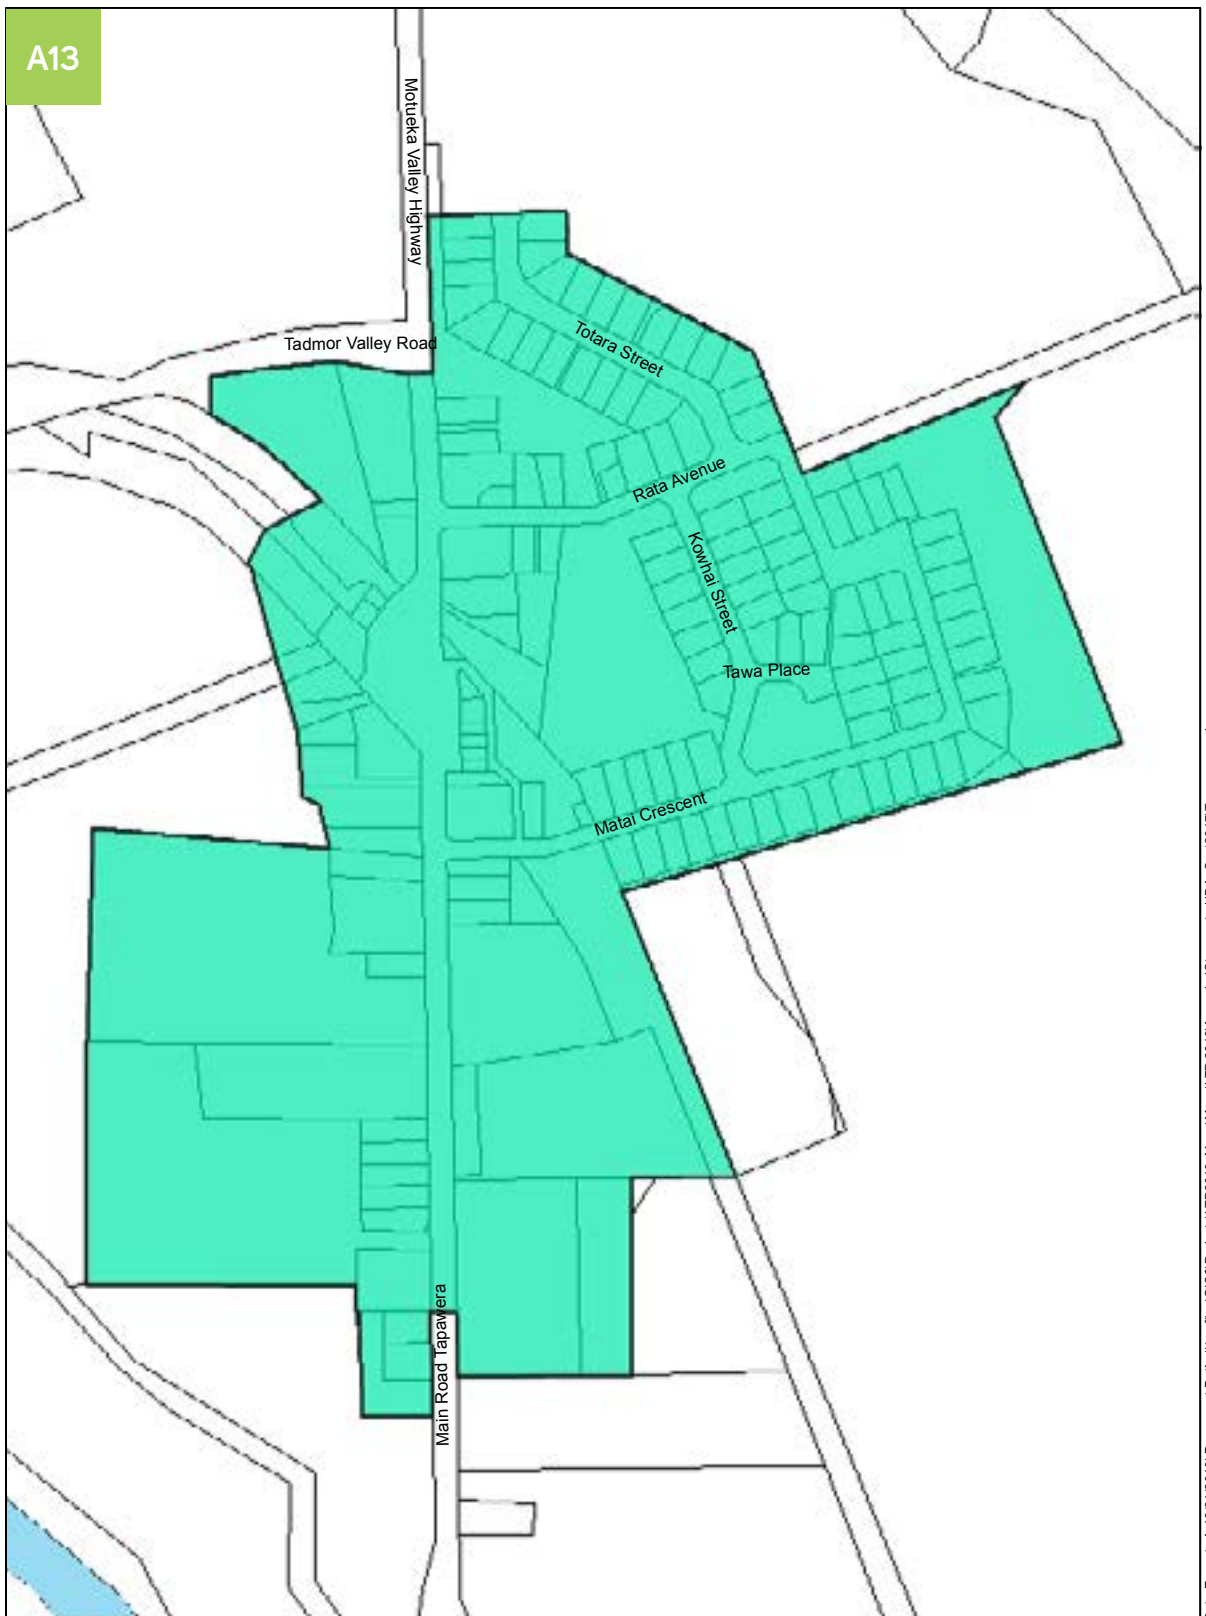 A13
Motueka Valley Highway
Tadmor Valley Road
Totara Street
Rata Avenue
Kowhai Street
Tawa Place
Matai Crescent
Main Road Tapawera